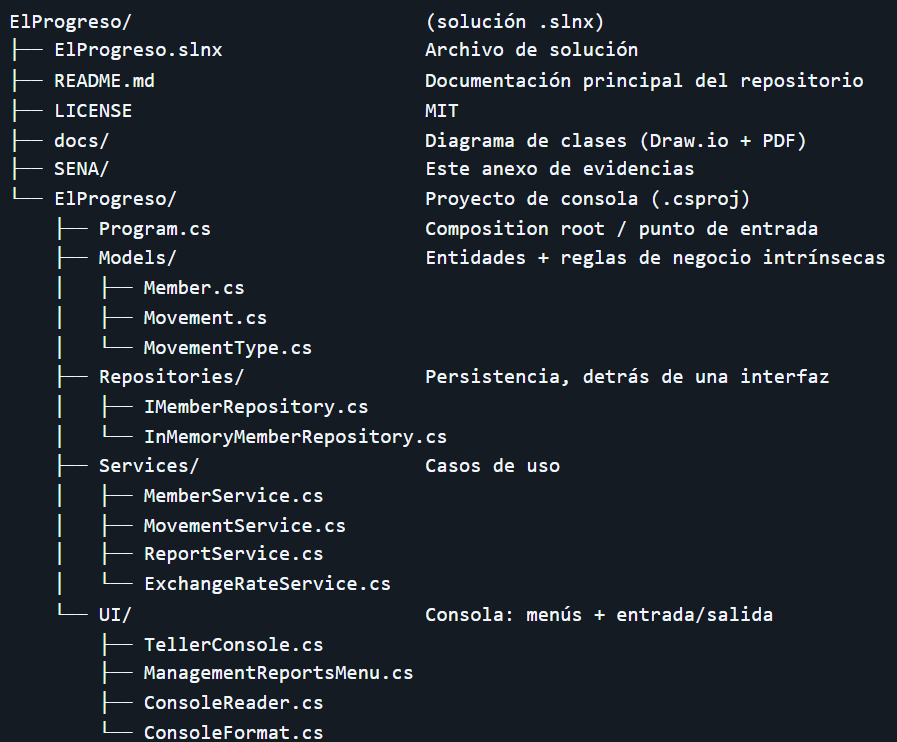 ElProgreso/                          (solución .slnx)
├── ElProgreso.slnx                  Archivo de solución
├── README.md                        Documentación principal del repositorio
├── LICENSE                          MIT
├── docs/                            Diagrama de clases (Draw.io + PDF)
├── SENA/                            Este anexo de evidencias
└── ElProgreso/                      Proyecto de consola (.csproj)
    ├── Program.cs                   Composition root / punto de entrada
    ├── Models/                      Entidades + reglas de negocio intrínsecas
    │   ├── Member.cs
    │   ├── Movement.cs
    │   └── MovementType.cs
    ├── Repositories/                Persistencia, detrás de una interfaz
    │   ├── IMemberRepository.cs
    │   └── InMemoryMemberRepository.cs
    ├── Services/                    Casos de uso
    │   ├── MemberService.cs
    │   ├── MovementService.cs
    │   ├── ReportService.cs
    │   └── ExchangeRateService.cs
    └── UI/                          Consola: menús + entrada/salida
        ├── TellerConsole.cs
        ├── ManagementReportsMenu.cs
        ├── ConsoleReader.cs
        └── ConsoleFormat.cs